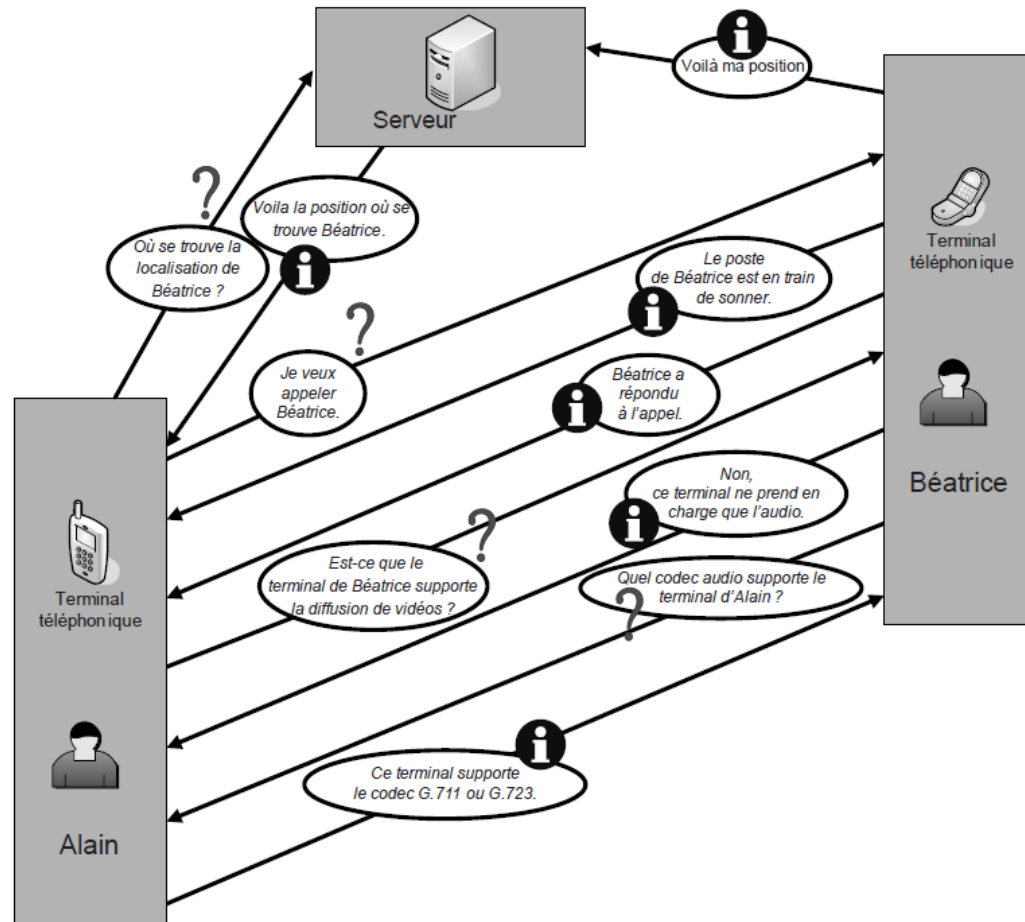 Voilà ma position
Serveur
Voila la position où se
trouve Béatrice.
Où se trouve la
localisation de
Béatrice ?
Terminal
téléphonique
Le poste
de Béatrice est en train
de sonner.
Je veux
appeler
Béatrice.
Béatrice a
répondu
à l'appel.
Béatrice
Non,
ce terminal ne prend en
charge que l'audio.
Est-ce que le
terminal de Béatrice supporte
la diffusion de vidéos ?
Quel codec audio supporte le
terminal d'Alain ?
Terminal
téléphonique
Ce terminal supporte
le codec G.711 ou G.723.
Alain